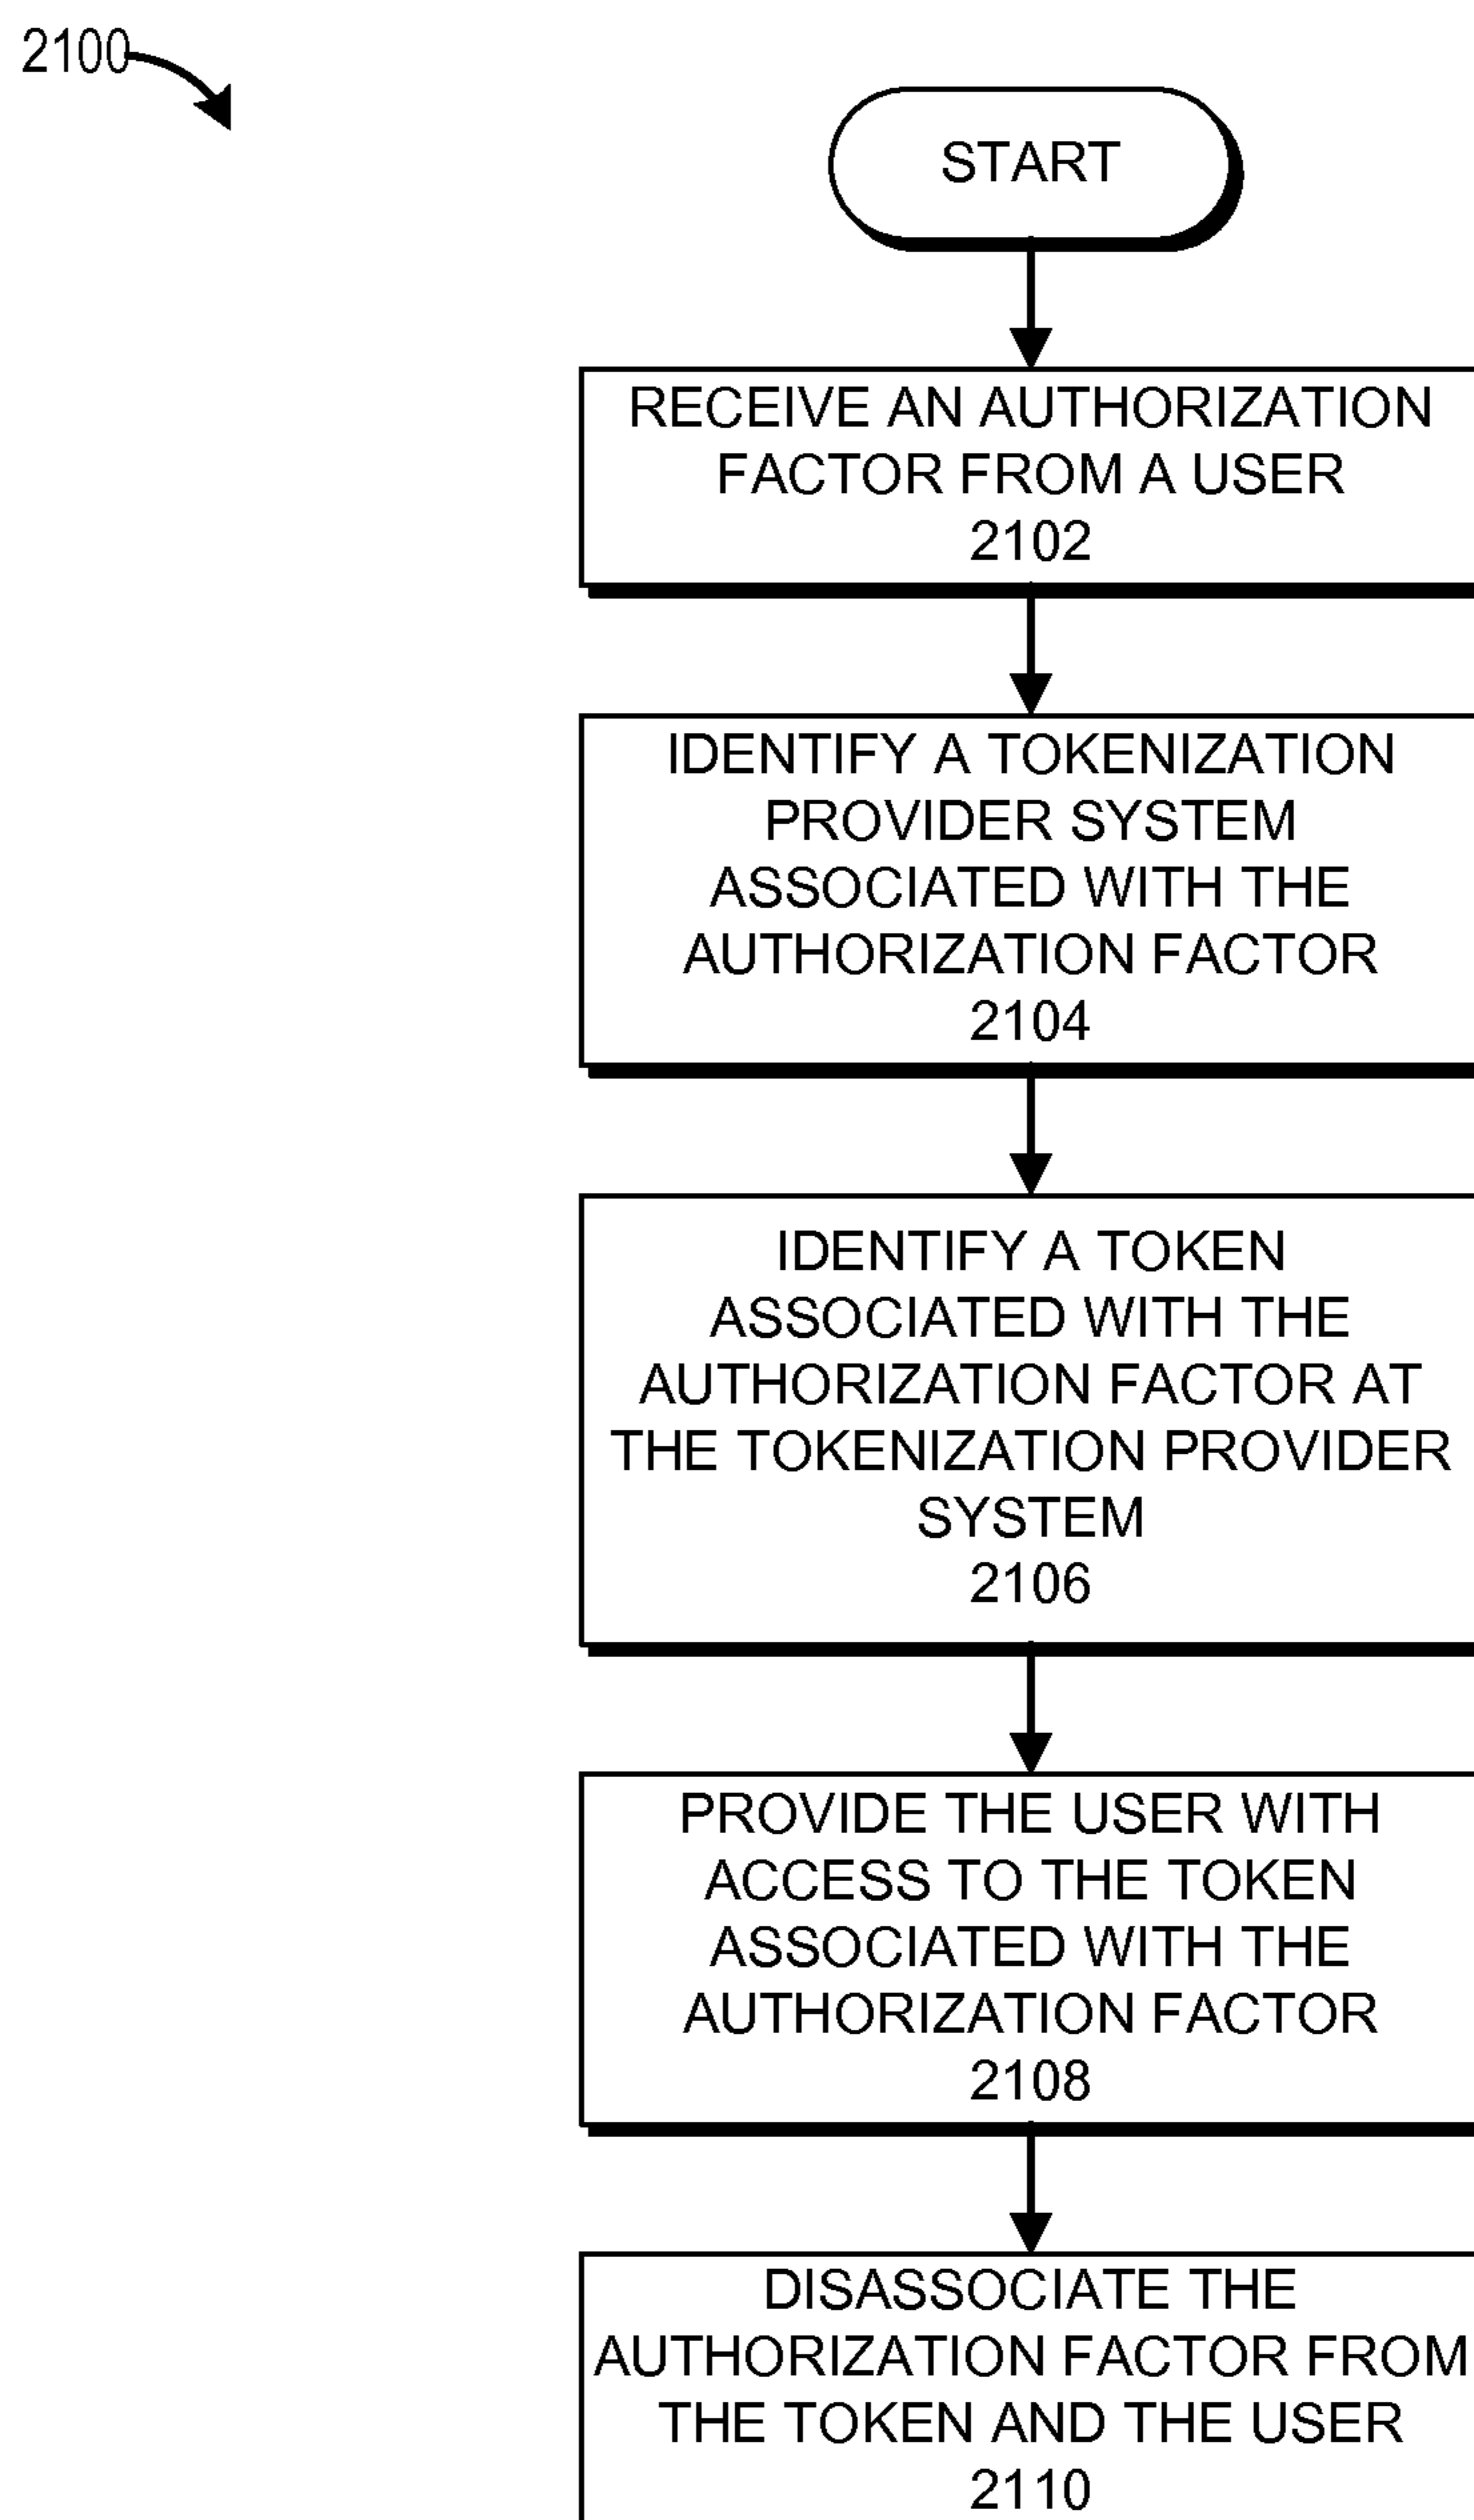 2100
START
RECEIVE AN AUTHORIZATION
FACTOR FROM A USER
2102
IDENTIFY A TOKENIZATION
PROVIDER SYSTEM
ASSOCIATED WITH THE
AUTHORIZATION FACTOR
2104
IDENTIFY A TOKEN
ASSOCIATED WITH THE
AUTHORIZATION FACTOR AT
THE TOKENIZATION PROVIDER
SYSTEM
2106
PROVIDE THE USER WITH
ACCESS TO THE TOKEN
ASSOCIATED WITH THE
AUTHORIZATION FACTOR
2108
DISASSOCIATE THE
AUTHORIZATION FACTOR FROM
THE TOKEN AND THE USER
2110